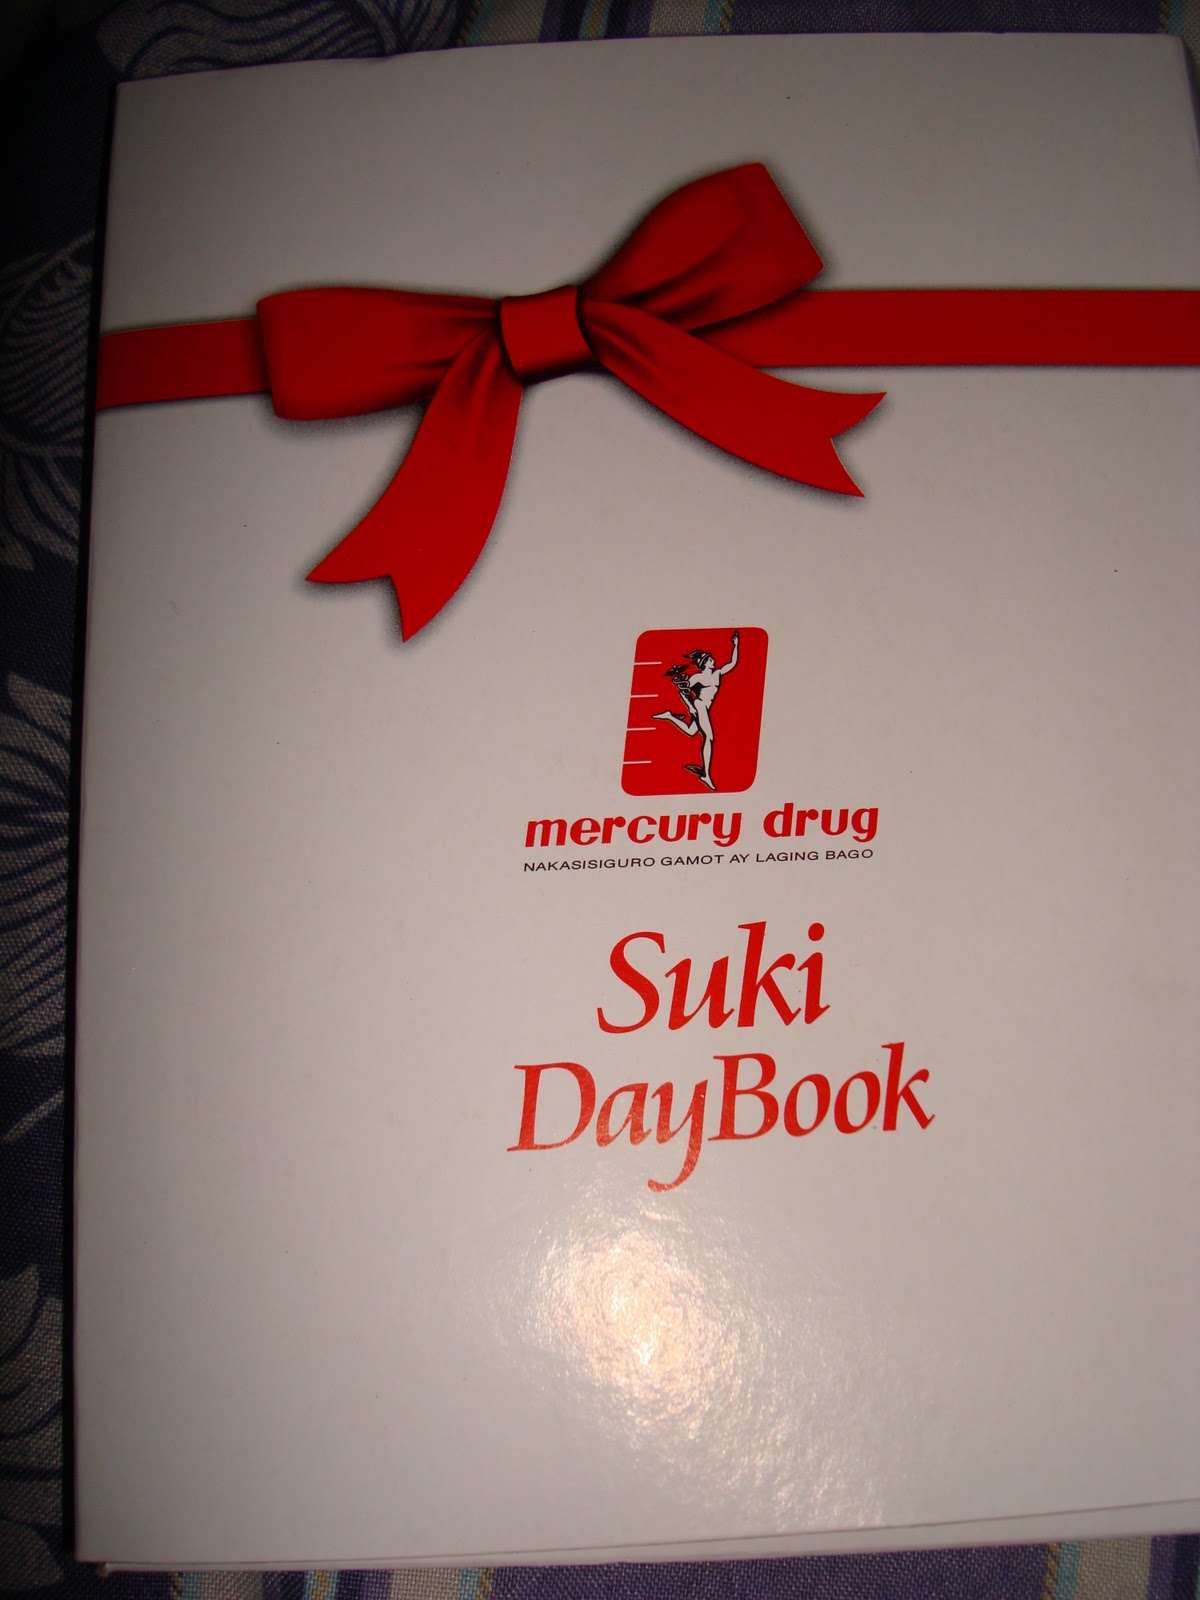 mercury drug
NAKASISIGURO GAMOT AY LAGING BAGO
Suki
DayBook